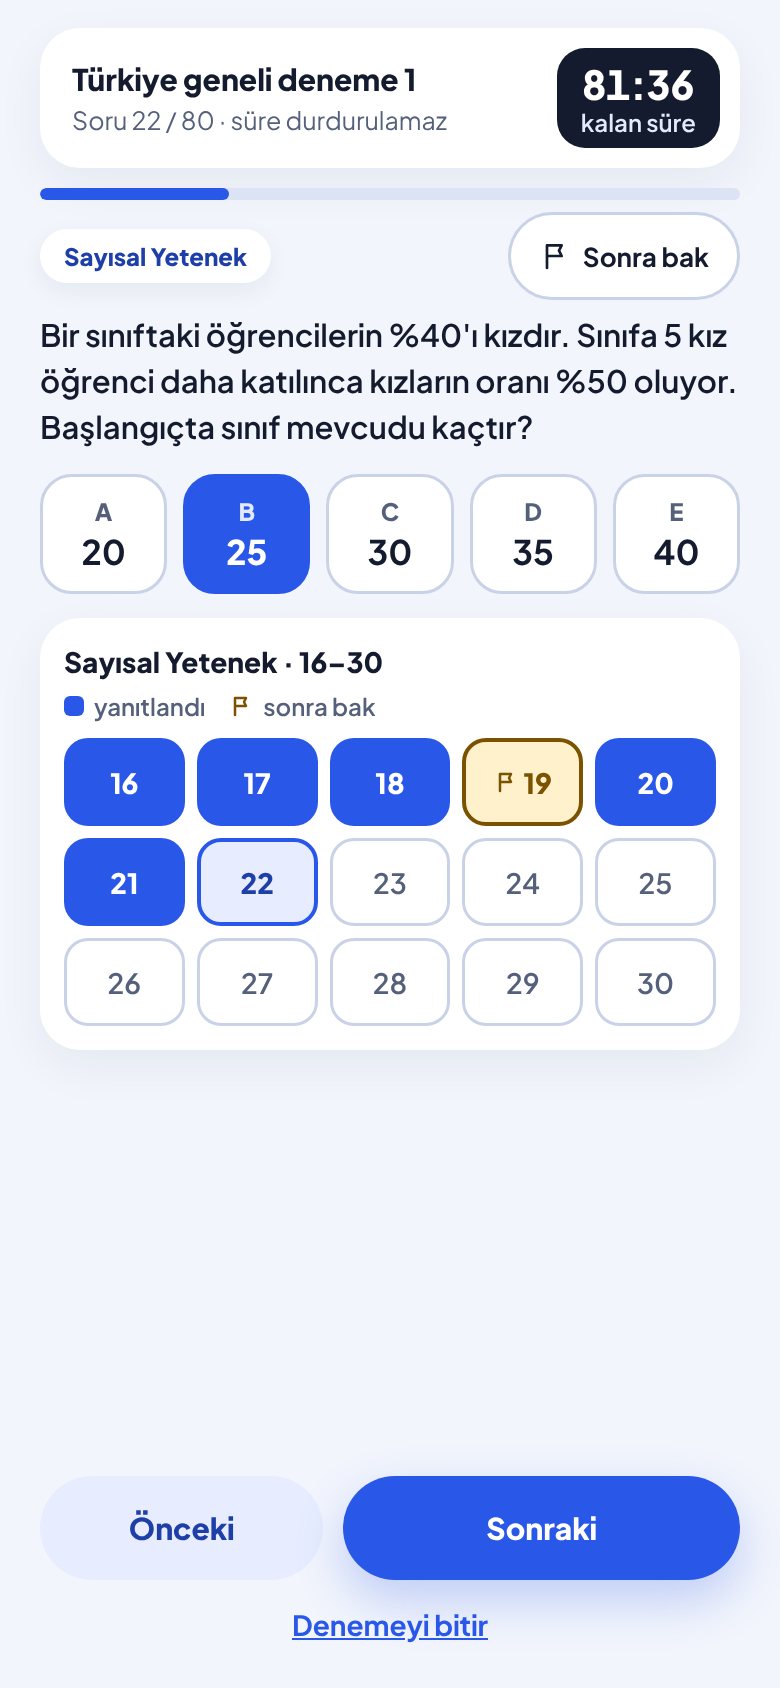 Türkiye geneli deneme 1
Soru 22 / 80 · süre durdurulamaz
81:36
kalan süre
Sayısal Yetenek
Sonra bak
Bir sınıftaki öğrencilerin %40'ı kızdır. Sınıfa 5 kız
öğrenci daha katılınca kızların oranı %50 oluyor.
Başlangıçta sınıf mevcudu kaçtır?
A B C D E
20 25 30 35 40
Sayısal Yetenek · 16–30
yanıtlandı sonra bak
16 17 18 19 20
21 22 23 24 25
26 27 28 29 30
Önceki Sonraki
Denemeyi bitir